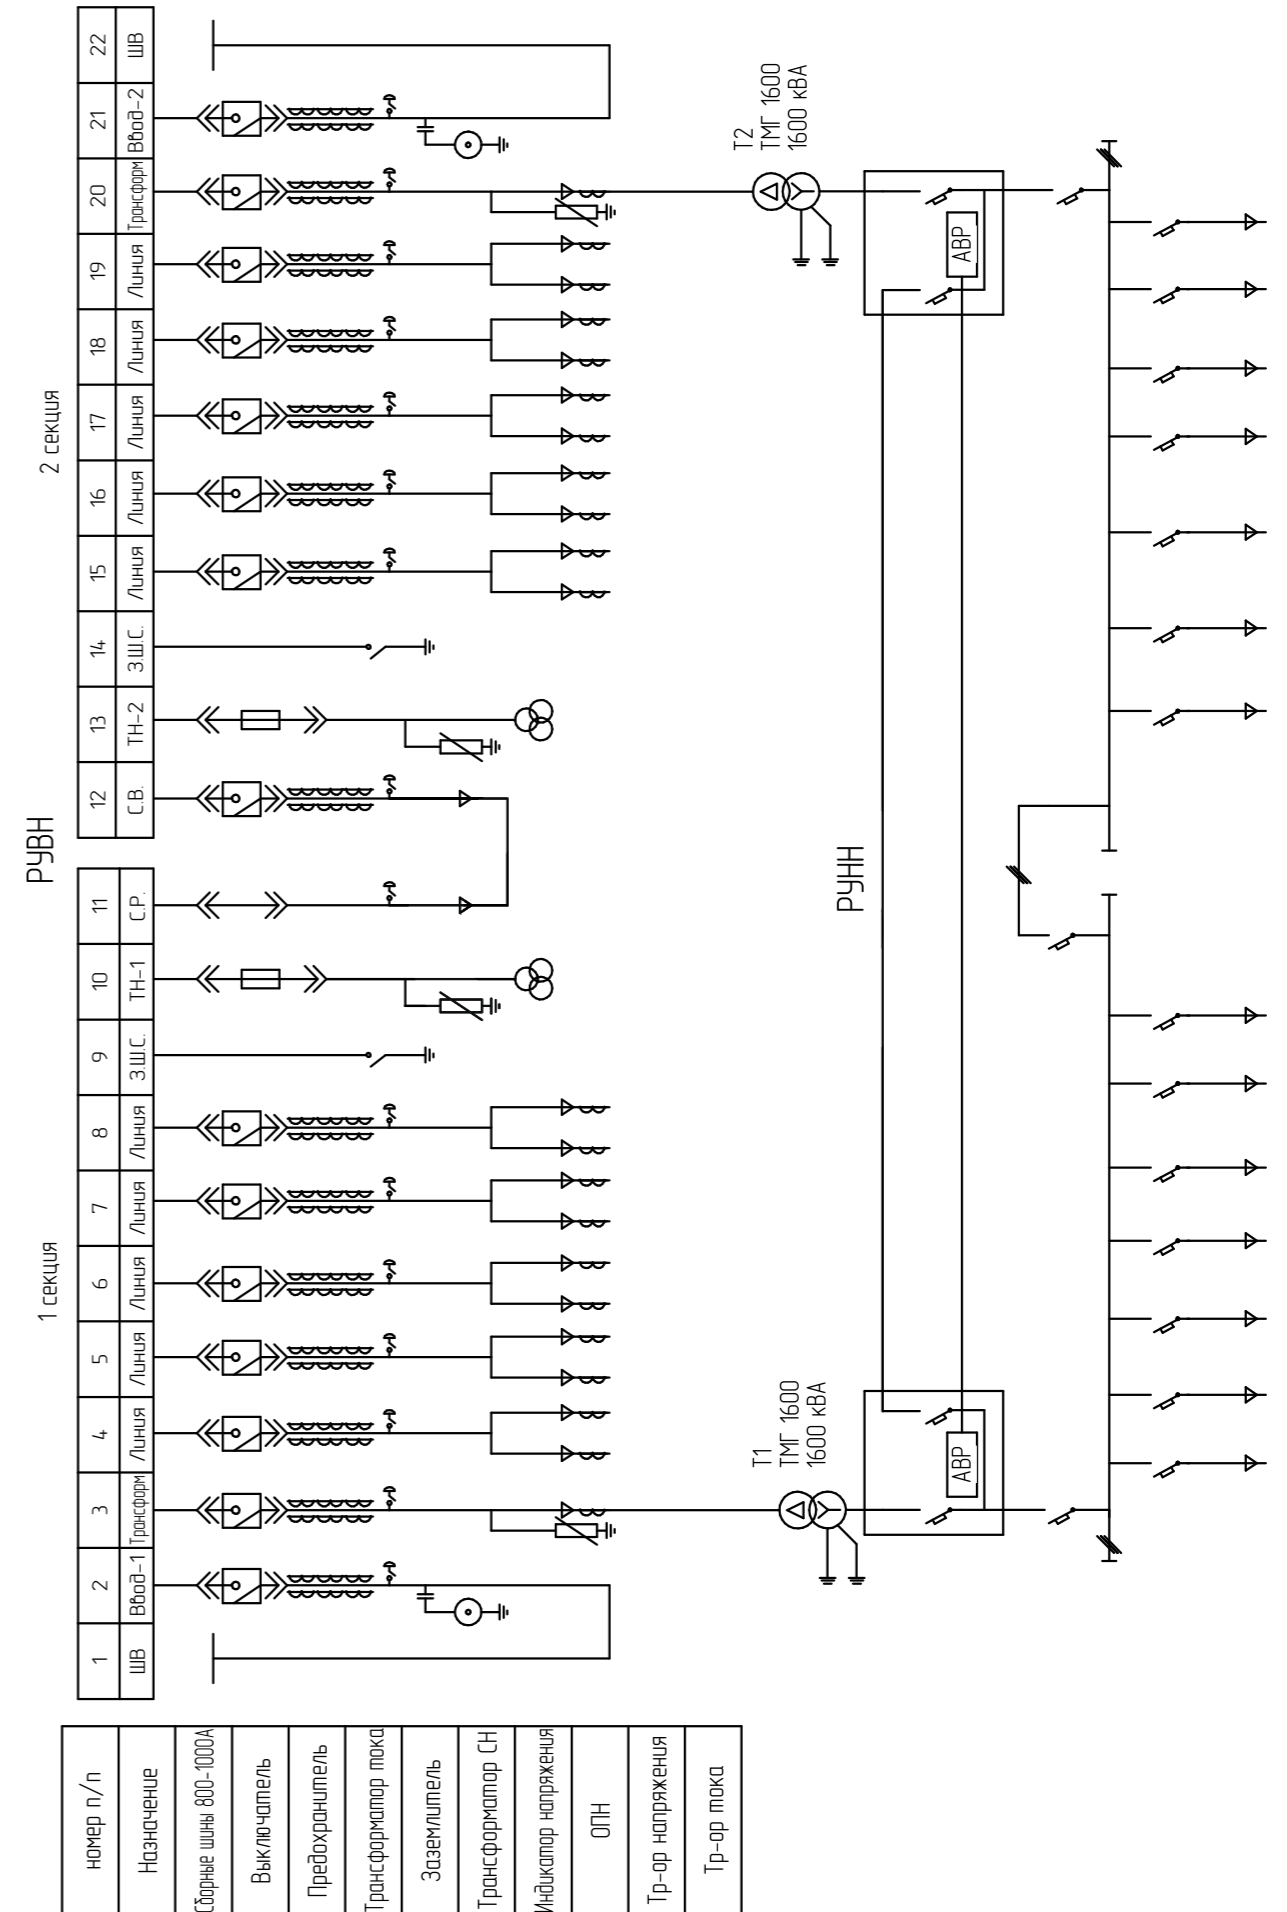 РУВН
1 секция
2 секция
1
ШВ
2
Ввод-1
3
Трансформ
4
Линия
5
Линия
6
Линия
7
Линия
8
Линия
9
З.Ш.С.
10
ТН-1
11
С.Р.
12
С.В.
13
ТН-2
14
З.Ш.С.
15
Линия
16
Линия
17
Линия
18
Линия
19
Линия
20
Трансформ
21
Ввод-2
22
ШВ
Т1
ТМГ 1600
1600 кВА
Т2
ТМГ 1600
1600 кВА
АВР
АВР
РУНН
номер п/п
Назначение
Сборные шины 800-1000А
Выключатель
Предохранитель
Трансформатор тока
Заземлитель
Трансформатор СН
Индикатор напряжения
ОПН
Тр-ор напряжения
Тр-ор тока